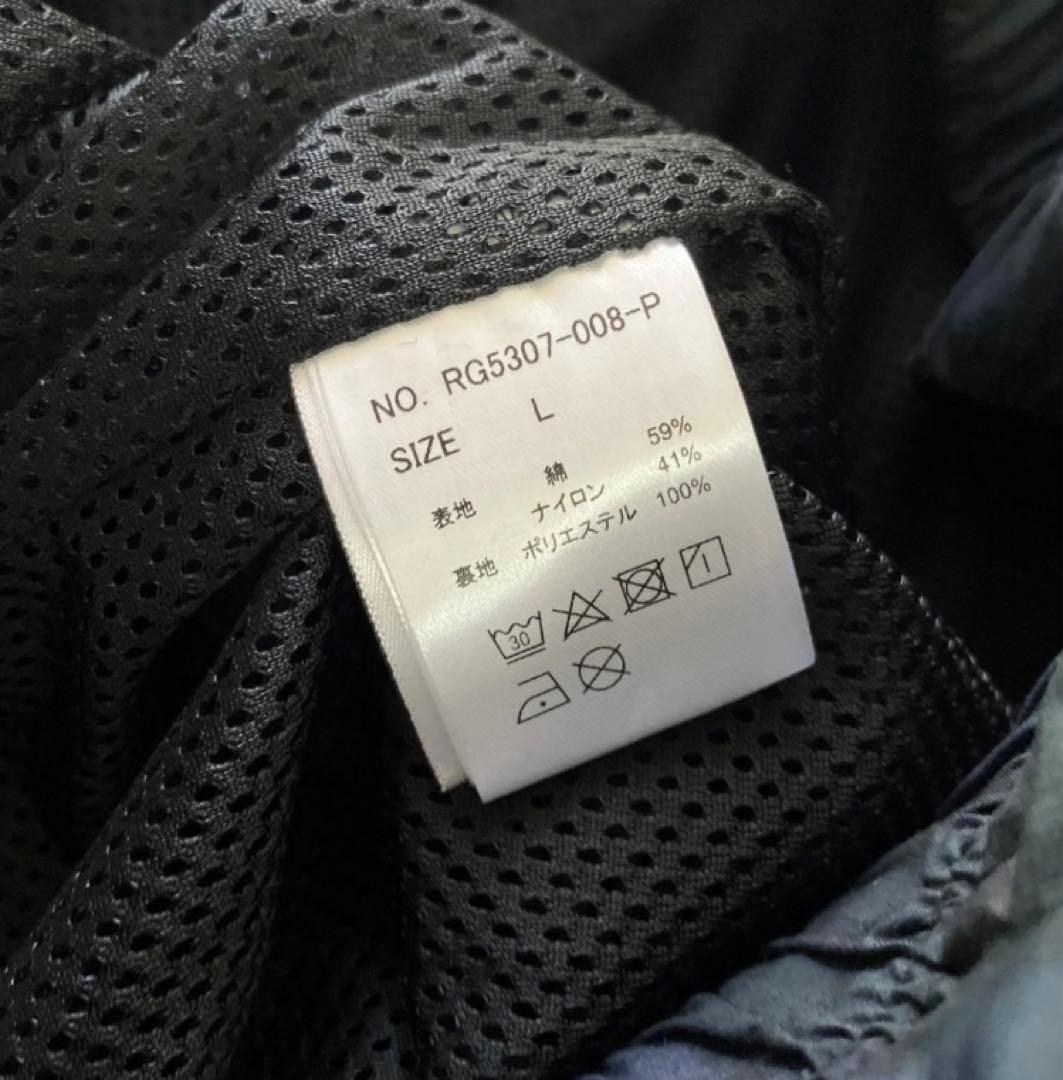 NO. RG5307-008-P
SIZE L
表地 綿 59%
ナイロン 41%
裏地 ポリエステル 100%
30